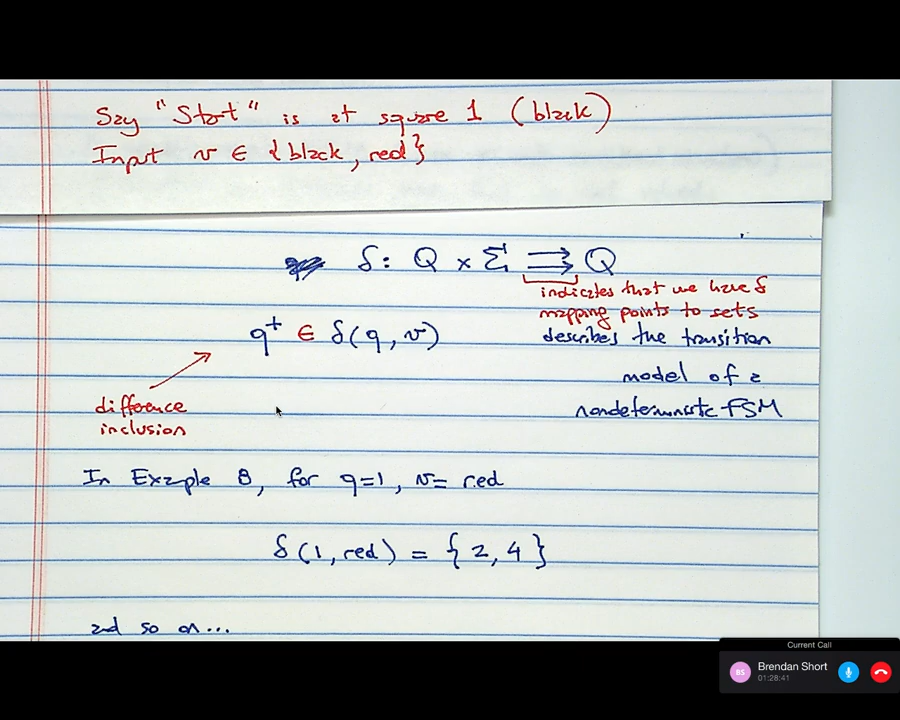 Say "Start" is at square 1 (black)
Input v ∈ {black, red}
δ: Q × Σ ⇉ Q
indicates that we have δ
mapping points to sets
q⁺ ∈ δ(q, v)
describes the transition
model of a
nondeterministic FSM
difference
inclusion
In Example 8, for q=1, v= red
δ(1, red) = {2, 4}
and so on...
Current Call
BS
Brendan Short
01:28:41